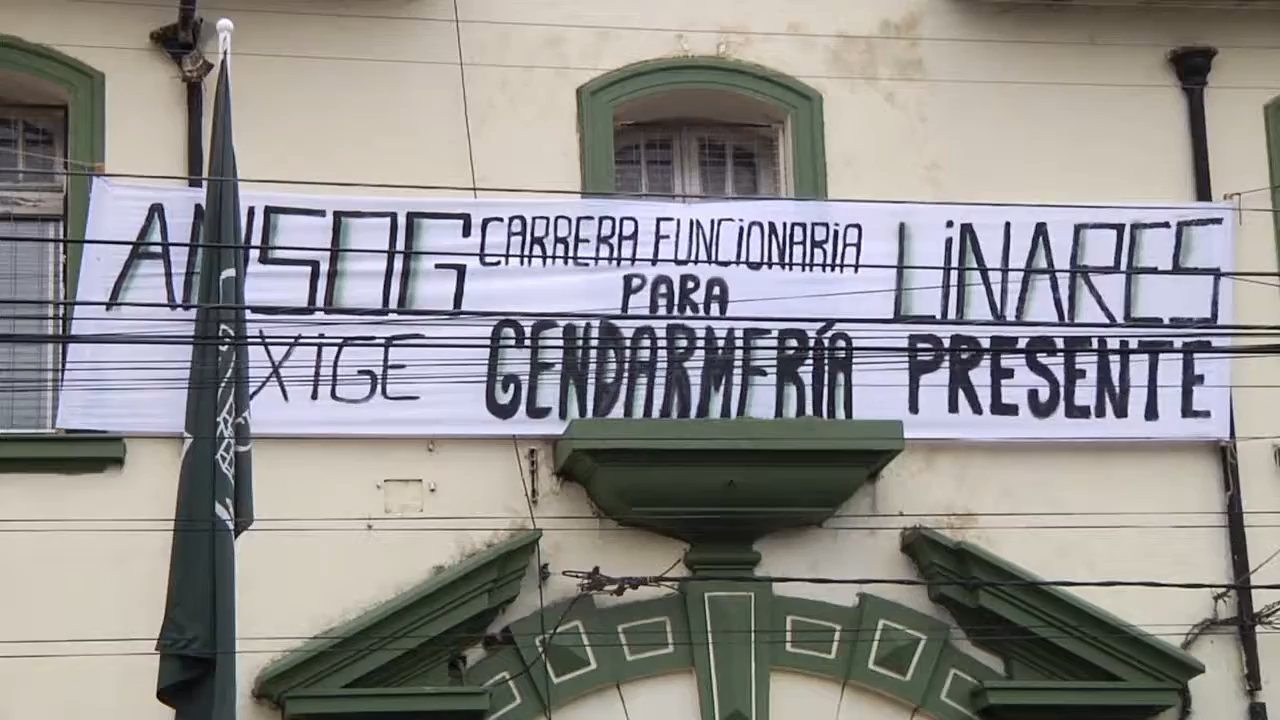 ANSOG CARRERA FUNCIONARIA LINARES
PARA
XIGE GENDARMERÍA PRESENTE